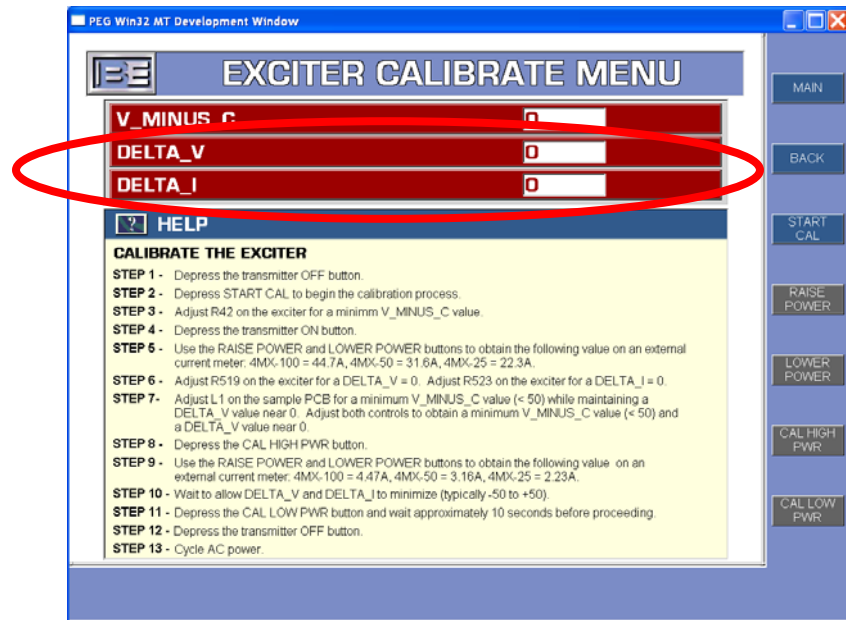 PEG Win32 MT Development Window
BE
EXCITER CALIBRATE MENU
V_MINUS_C 0
DELTA_V 0
DELTA_I 0
? HELP
CALIBRATE THE EXCITER
STEP 1 - Depress the transmitter OFF button.
STEP 2 - Depress START CAL to begin the calibration process.
STEP 3 - Adjust R42 on the exciter for a minimm V_MINUS_C value.
STEP 4 - Depress the transmitter ON button.
STEP 5 - Use the RAISE POWER and LOWER POWER buttons to obtain the following value on an external
current meter: 4MX-100 = 44.7A, 4MX-50 = 31.6A, 4MX-25 = 22.3A.
STEP 6 - Adjust R519 on the exciter for a DELTA_V = 0. Adjust R523 on the exciter for a DELTA_I = 0.
STEP 7- Adjust L1 on the sample PCB for a minimum V_MINUS_C value (< 50) while maintaining a
DELTA_V value near 0. Adjust both controls to obtain a minimum V_MINUS_C value (< 50) and
a DELTA_V value near 0.
STEP 8 - Depress the CAL HIGH PWR button.
STEP 9 - Use the RAISE POWER and LOWER POWER buttons to obtain the following value on an
external current meter: 4MX-100 = 4.47A, 4MX-50 = 3.16A, 4MX-25 = 2.23A.
STEP 10 - Wait to allow DELTA_V and DELTA_I to minimize (typically -50 to +50).
STEP 11 - Depress the CAL LOW PWR button and wait approximately 10 seconds before proceeding.
STEP 12 - Depress the transmitter OFF button.
STEP 13 - Cycle AC power.
MAIN
BACK
START
CAL
RAISE
POWER
LOWER
POWER
CAL HIGH
PWR
CAL LOW
PWR